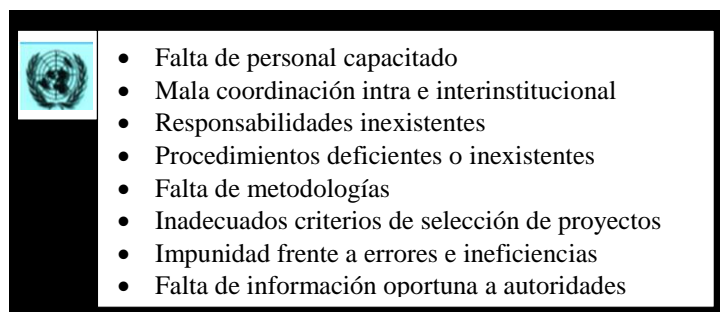 • Falta de personal capacitado
• Mala coordinación intra e interinstitucional
• Responsabilidades inexistentes
• Procedimientos deficientes o inexistentes
• Falta de metodologías
• Inadecuados criterios de selección de proyectos
• Impunidad frente a errores e ineficiencias
• Falta de información oportuna a autoridades